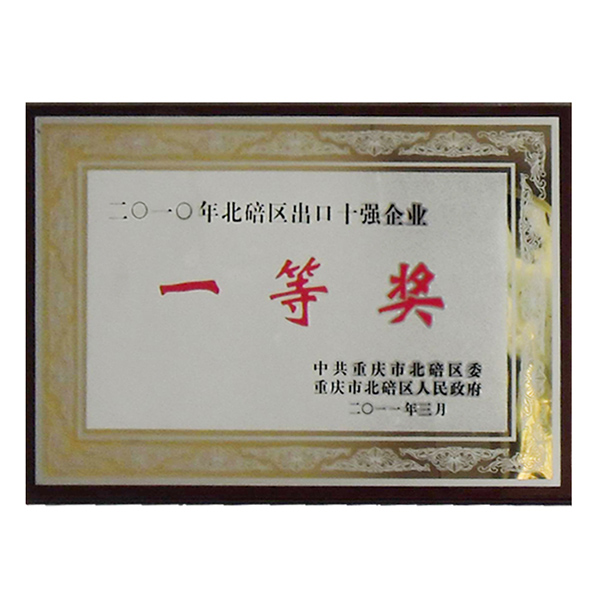 二〇一〇年北碚区出口十强企业
一等奖
中共重庆市北碚区委
重庆市北碚区人民政府
二〇一一年三月